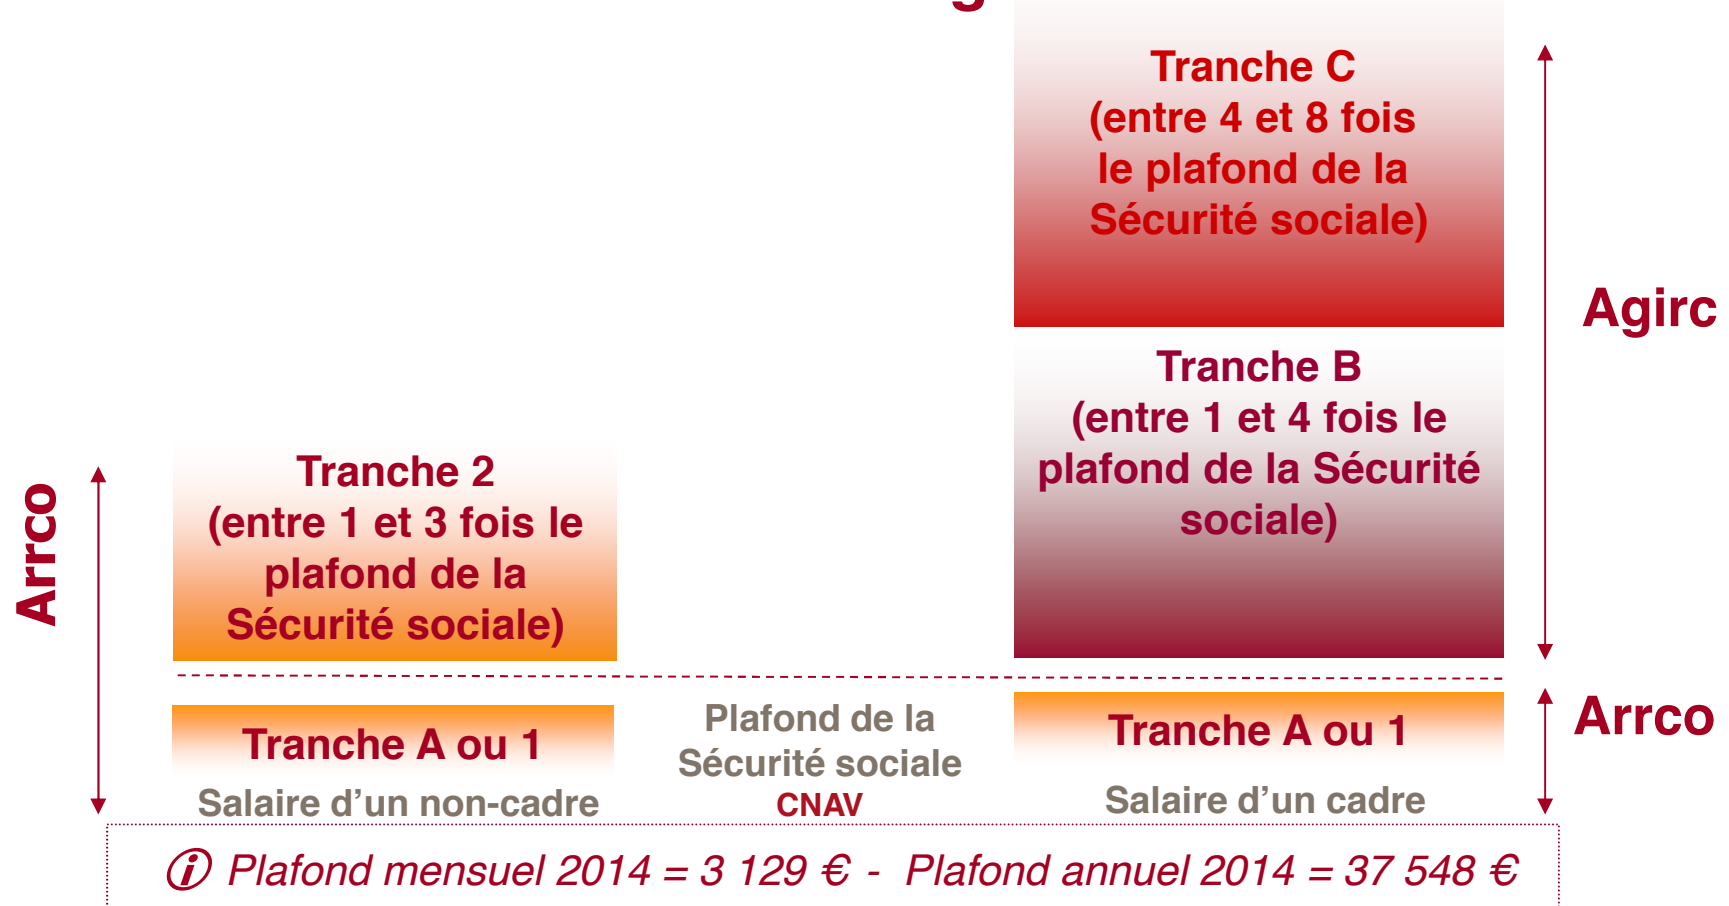 Tranche C
(entre 4 et 8 fois
le plafond de la
Sécurité sociale)
Agirc
Tranche B
(entre 1 et 4 fois le
plafond de la Sécurité
sociale)
Arrco
Tranche 2
(entre 1 et 3 fois le
plafond de la
Sécurité sociale)
Tranche A ou 1
Salaire d’un non-cadre
Plafond de la
Sécurité sociale
CNAV
Tranche A ou 1
Salaire d’un cadre
Arrco
i Plafond mensuel 2014 = 3 129 € - Plafond annuel 2014 = 37 548 €